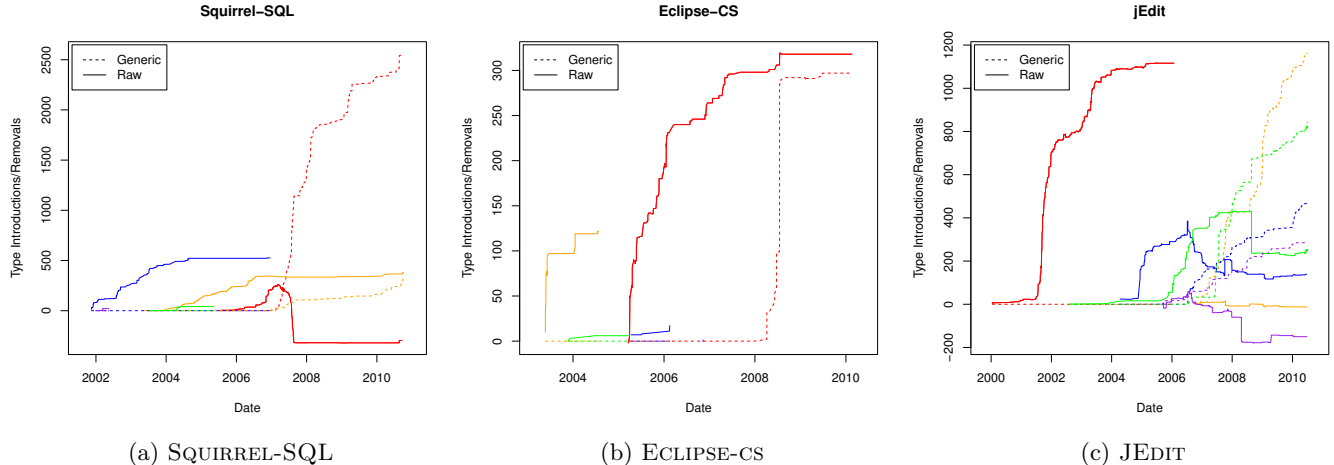 Squirrel−SQL
Type Introductions/Removals
0
500
1000
1500
2000
2500
Generic
Raw
2002
2004
2006
2008
2010
Date
(a) SQUIRREL-SQL
Eclipse−CS
Type Introductions/Removals
0
50
100
150
200
250
300
Generic
Raw
2004
2006
2008
2010
Date
(b) ECLIPSE-CS
jEdit
Type Introductions/Removals
−200
0
200
400
600
800
1000
1200
Generic
Raw
2000
2002
2004
2006
2008
2010
Date
(c) JEDIT